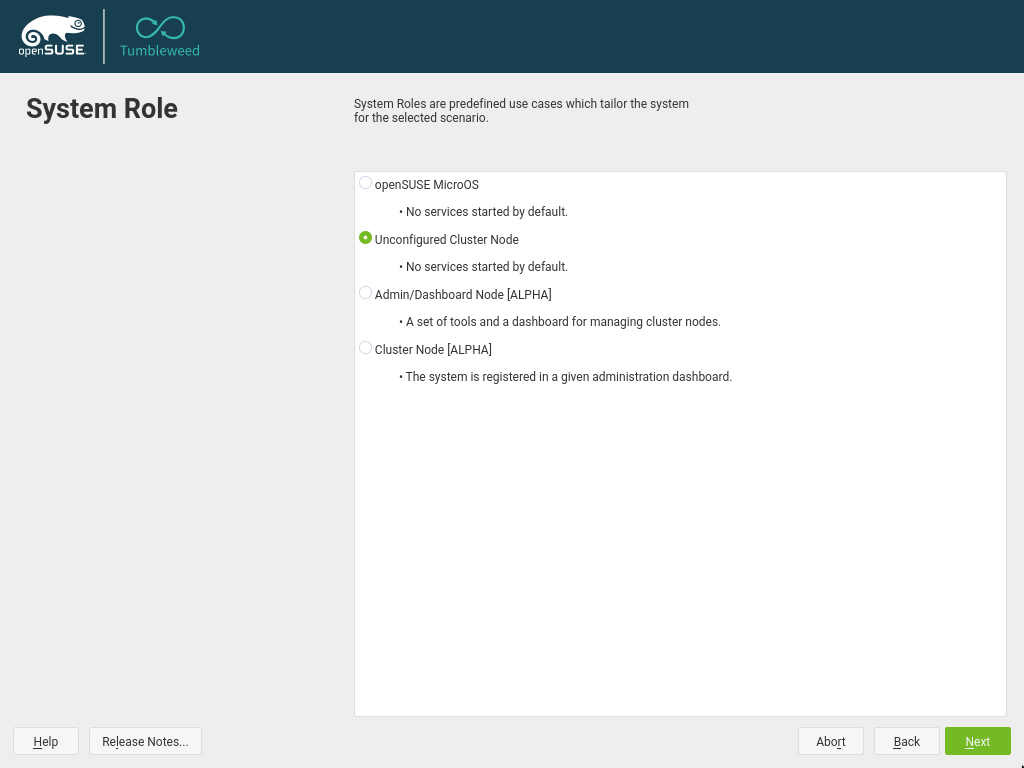 openSUSE.
Tumbleweed
System Role
System Roles are predefined use cases which tailor the system
for the selected scenario.
openSUSE MicroOS
• No services started by default.
Unconfigured Cluster Node
• No services started by default.
Admin/Dashboard Node [ALPHA]
• A set of tools and a dashboard for managing cluster nodes.
Cluster Node [ALPHA]
• The system is registered in a given administration dashboard.
Help
Release Notes...
Abort
Back
Next